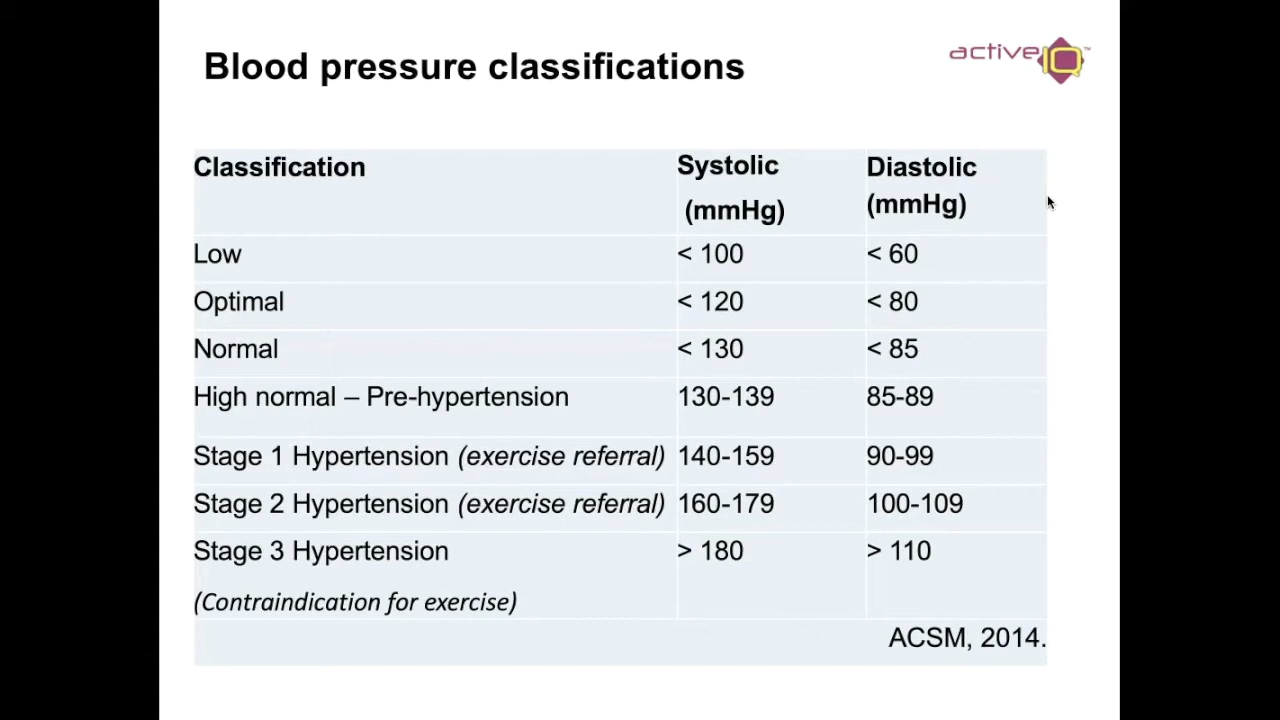 Blood pressure classifications
active IQ™
Classification Systolic (mmHg) Diastolic (mmHg)
Low < 100 < 60
Optimal < 120 < 80
Normal < 130 < 85
High normal – Pre-hypertension 130-139 85-89
Stage 1 Hypertension (exercise referral) 140-159 90-99
Stage 2 Hypertension (exercise referral) 160-179 100-109
Stage 3 Hypertension > 180 > 110
(Contraindication for exercise)
ACSM, 2014.